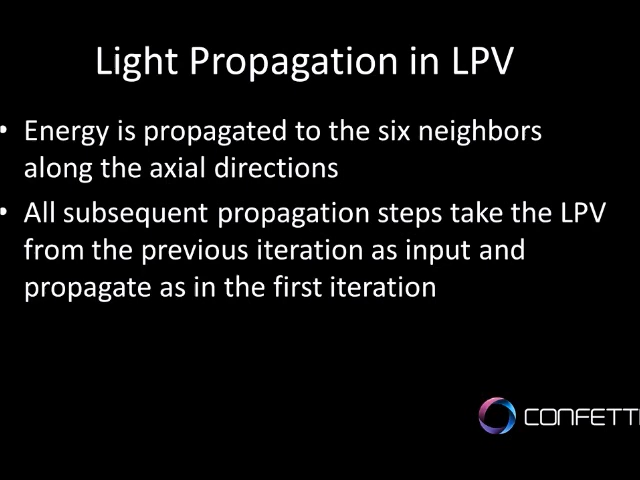 Light Propagation in LPV
• Energy is propagated to the six neighbors
along the axial directions
• All subsequent propagation steps take the LPV
from the previous iteration as input and
propagate as in the first iteration
CONFETTI